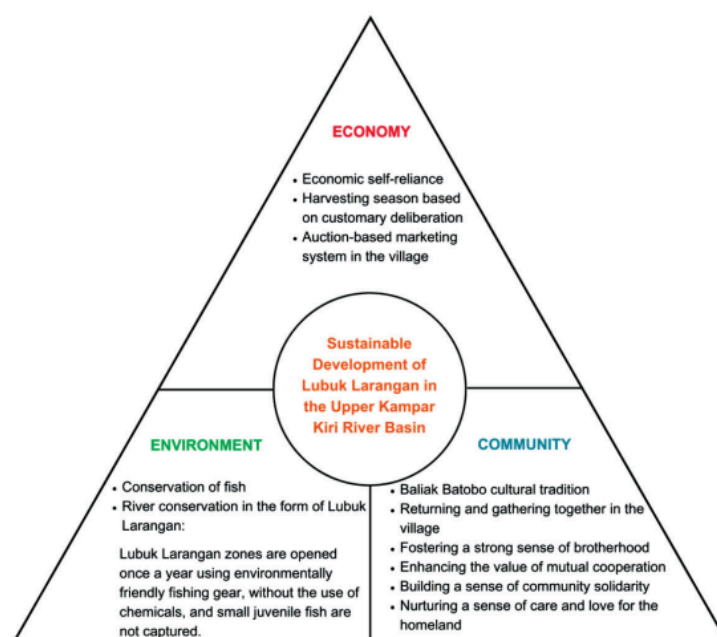 ECONOMY
• Economic self-reliance
• Harvesting season based
on customary deliberation
• Auction-based marketing
system in the village
Sustainable
Development of
Lubuk Larangan in
the Upper Kampar
Kiri River Basin
ENVIRONMENT
• Conservation of fish
• River conservation in the form of Lubuk
Larangan:
Lubuk Larangan zones are opened
once a year using environmentally
friendly fishing gear, without the use of
chemicals, and small juvenile fish are
not captured.
COMMUNITY
• Baliak Batobo cultural tradition
• Returning and gathering together in the
village
• Fostering a strong sense of brotherhood
• Enhancing the value of mutual cooperation
• Building a sense of community solidarity
• Nurturing a sense of care and love for the
homeland